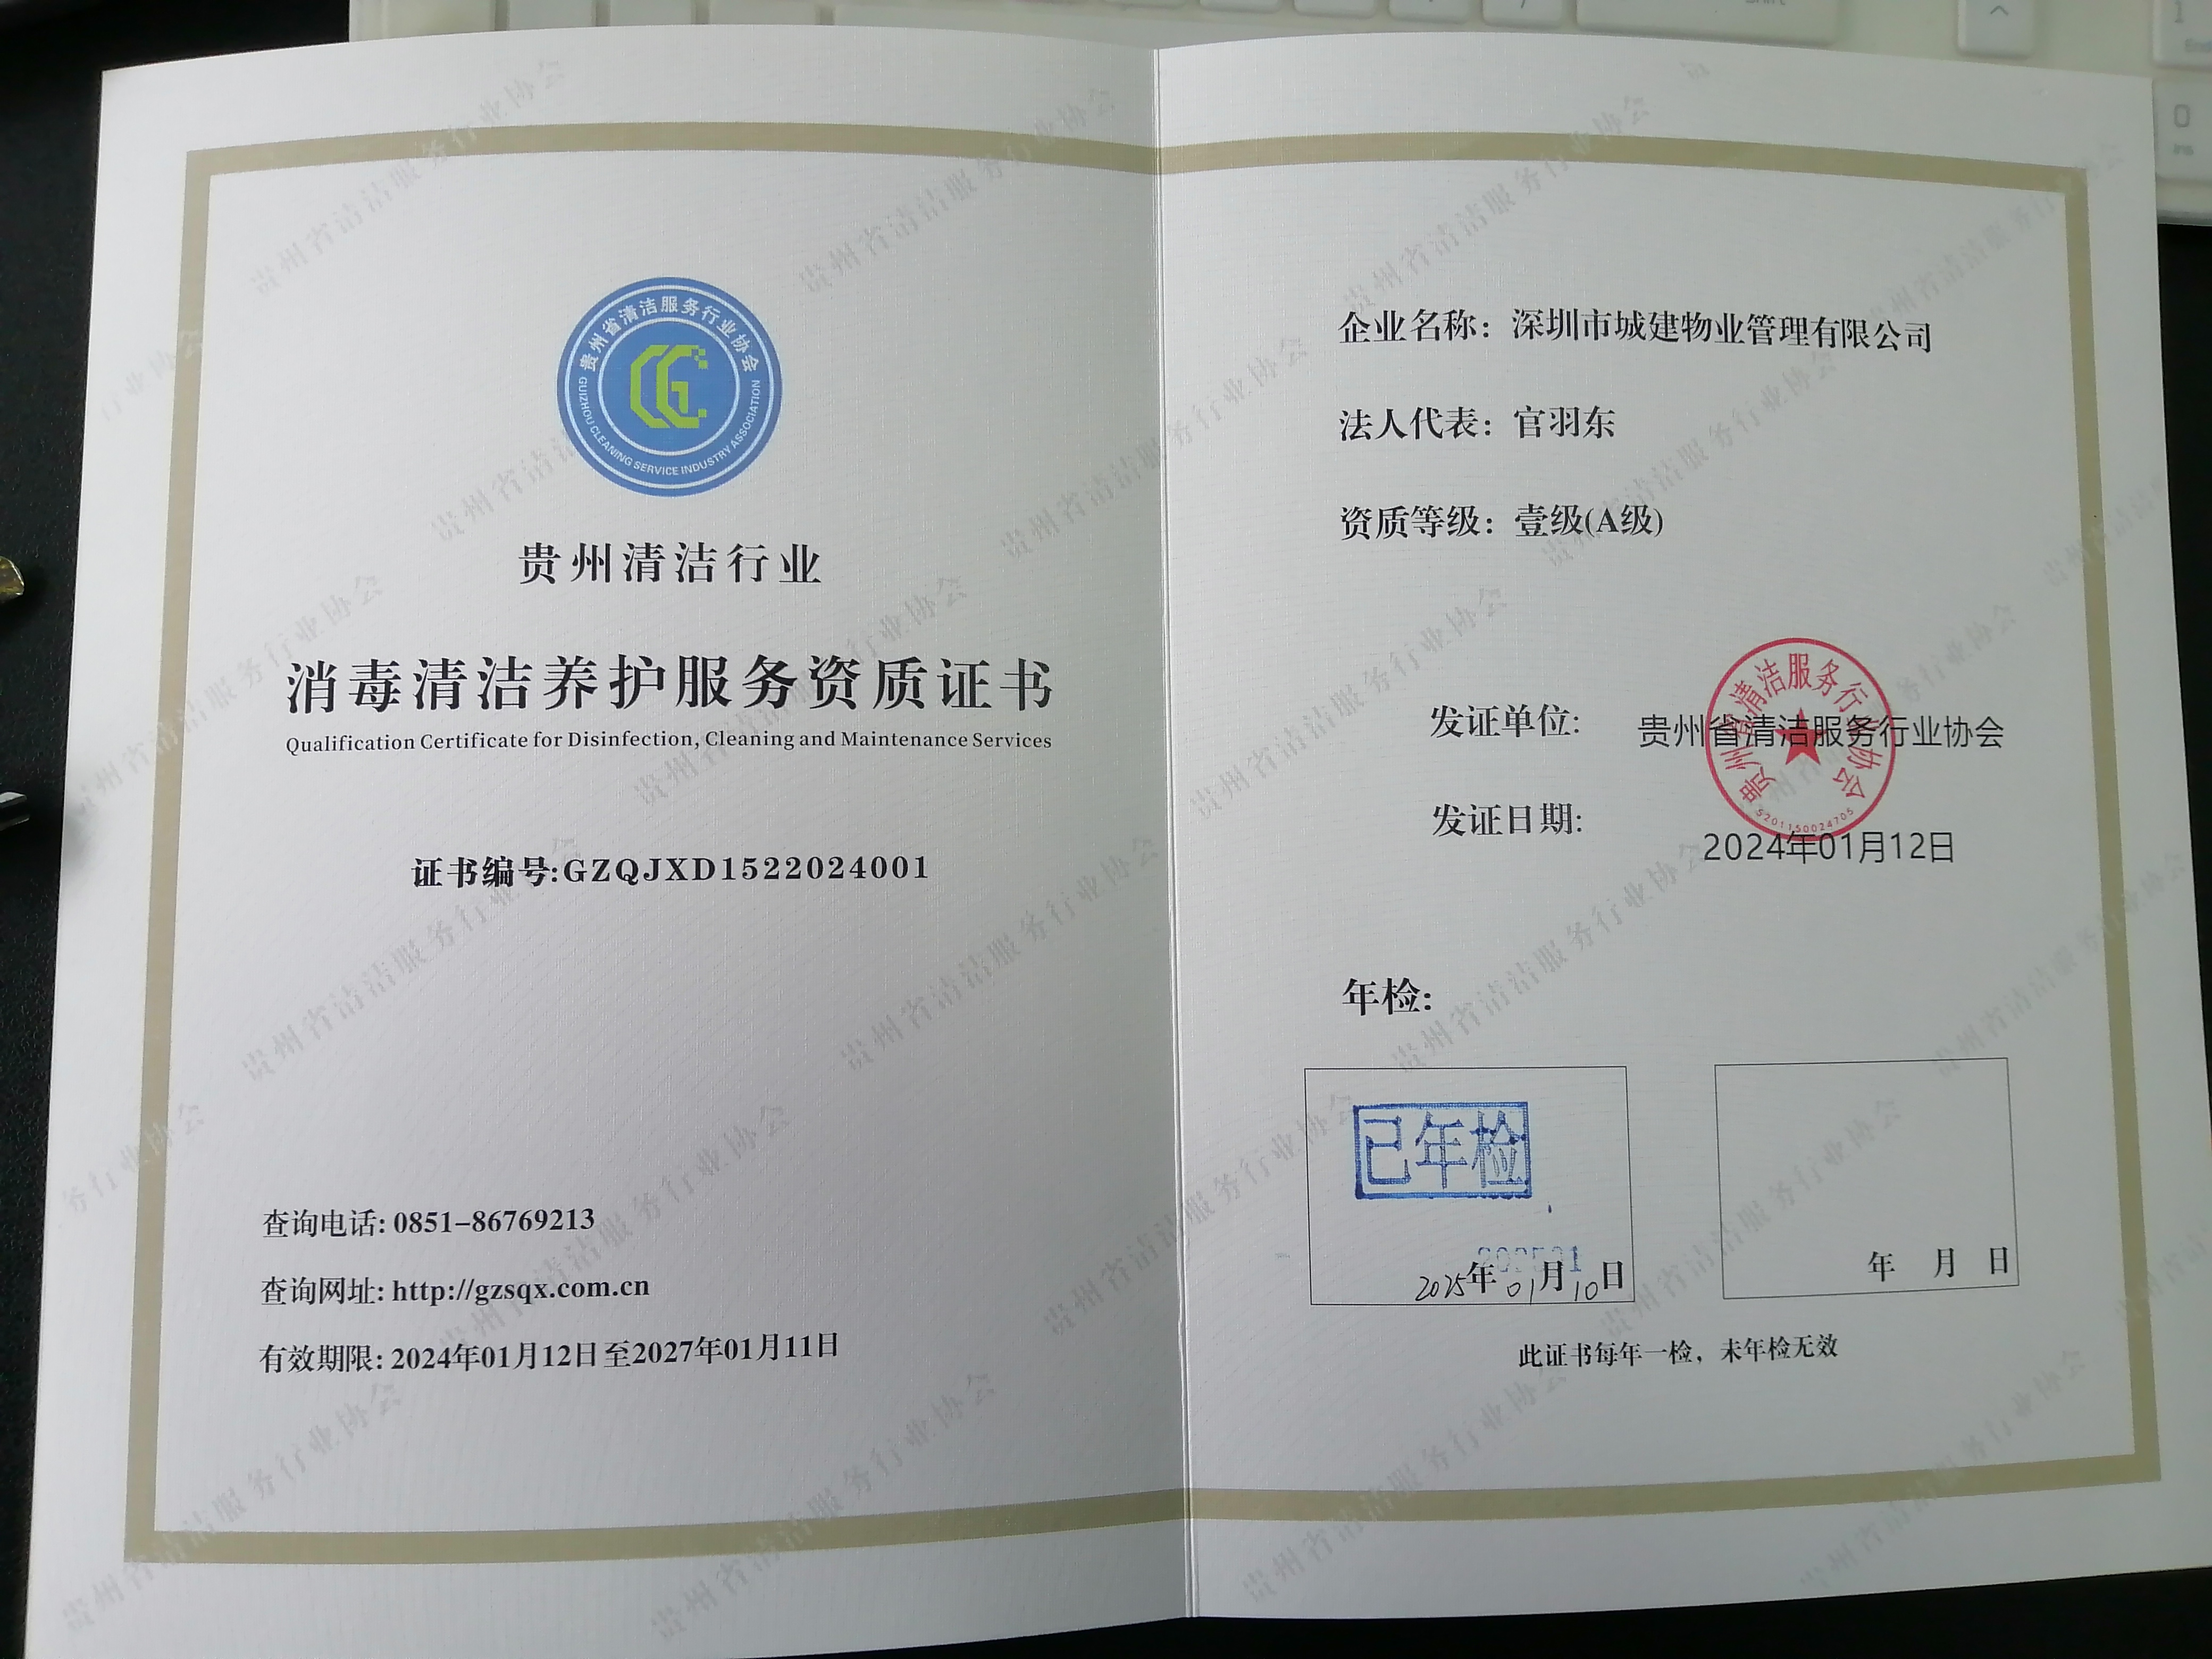 贵州省清洁服务行业协会
GUIZHOU CLEANING SERVICE INDUSTRY ASSOCIATION
贵州清洁行业
消毒清洁养护服务资质证书
Qualification Certificate for Disinfection, Cleaning and Maintenance Services
证书编号:GZQJXD1522024001
查询电话:0851-86769213
查询网址:http://gzsqx.com.cn
有效期限:2024年01月12日至2027年01月11日
企业名称：深圳市城建物业管理有限公司
法人代表：官羽东
资质等级：壹级(A级)
发证单位: 贵州省清洁服务行业协会
贵州省清洁服务行业协会
5201150024705
发证日期:
2024年01月12日
年检:
已年检
2025年01月10日
年 月 日
此证书每年一检，未年检无效